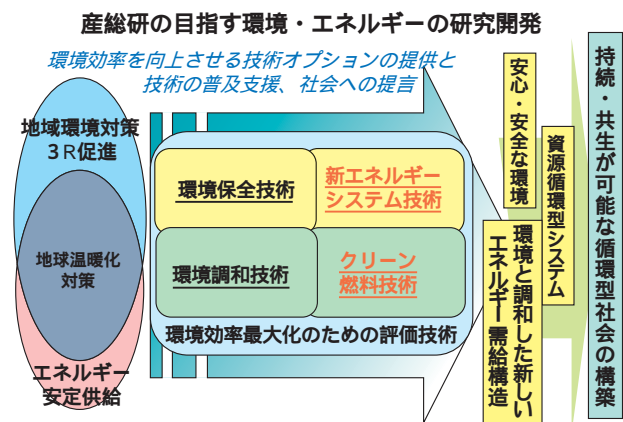 産総研の目指す環境・エネルギーの研究開発
環境効率を向上させる技術オプションの提供と
技術の普及支援、社会への提言
地域環境対策
3R促進
地球温暖化
対策
エネルギー
安定供給
環境保全技術
新エネルギー
システム技術
環境調和技術
クリーン
燃料技術
環境効率最大化のための評価技術
安心・安全な環境
資源循環型システム
環境と調和した新しい
エネルギー需給構造
持続・共生が可能な循環型社会の構築